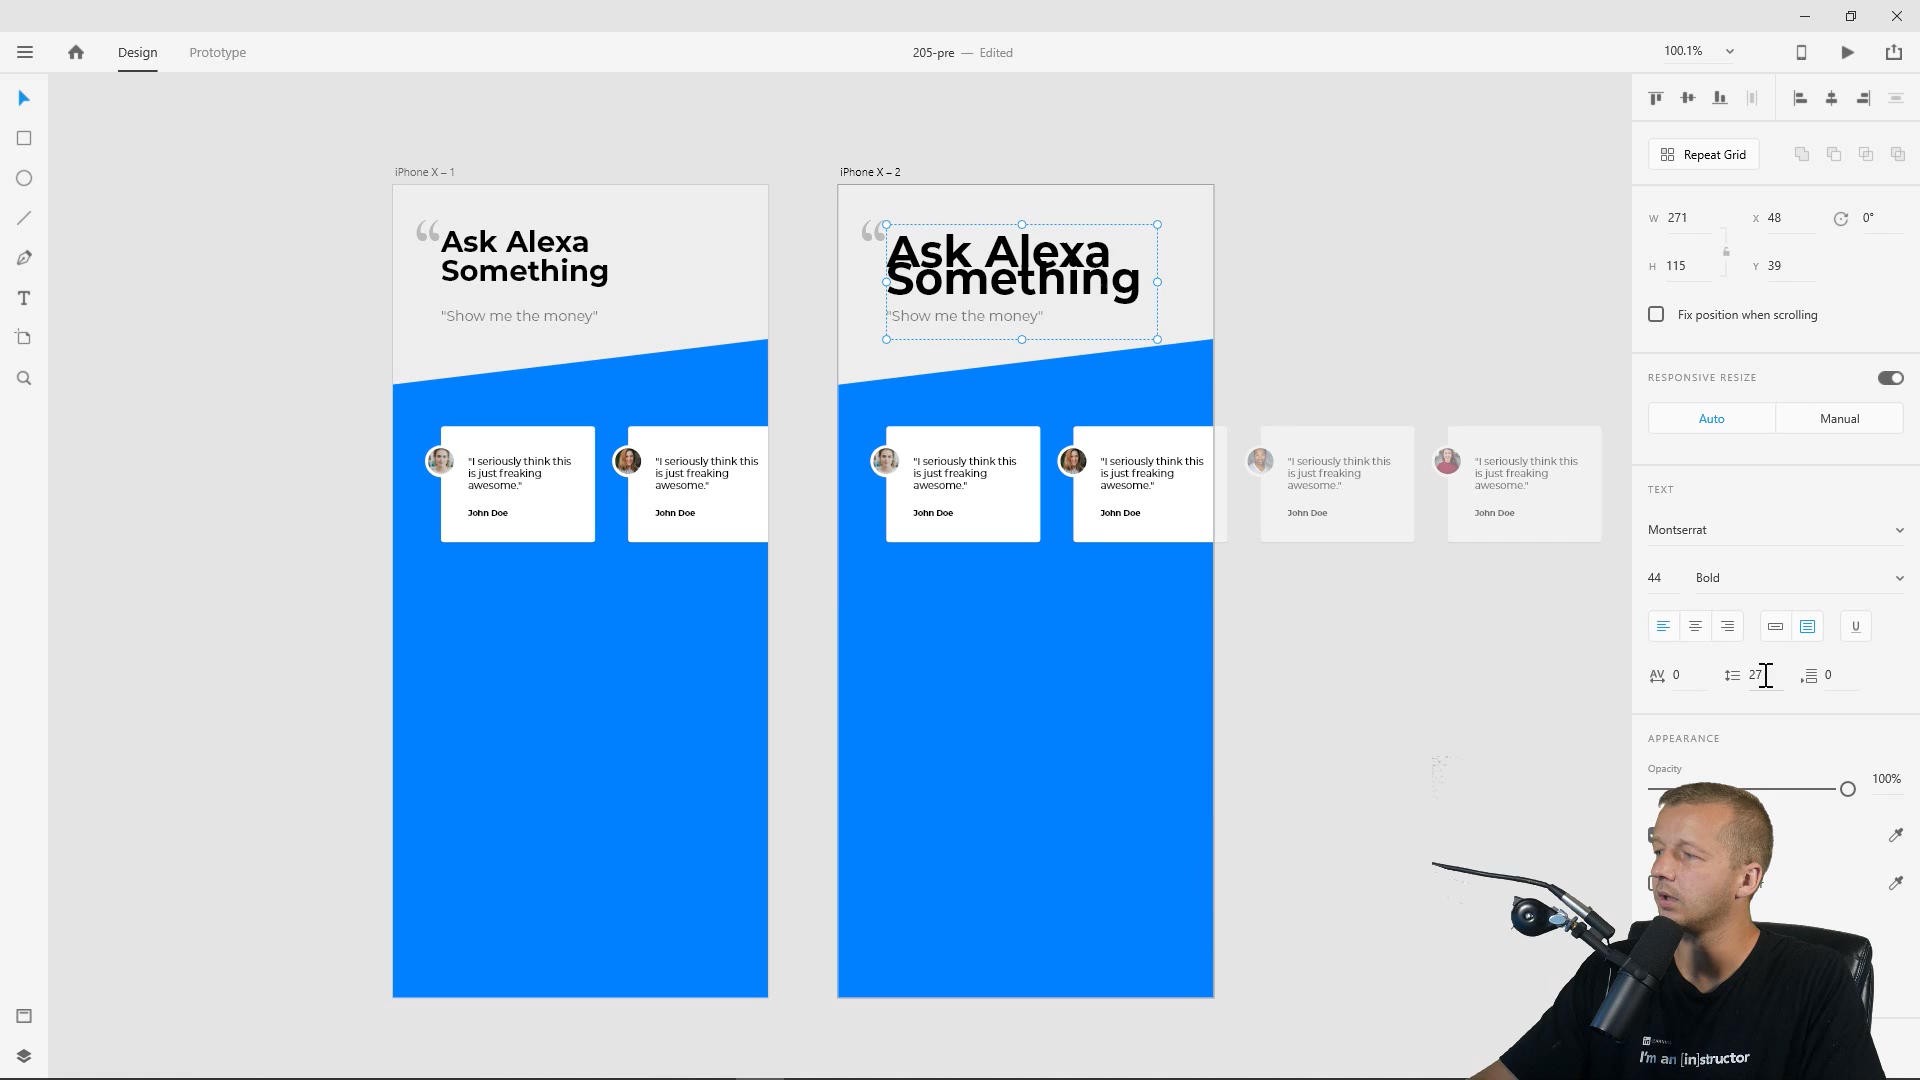 Design
Prototype
205-pre — Edited
100.1%
Repeat Grid
W 271
X 48
0°
H 115
Y 39
Fix position when scrolling
RESPONSIVE RESIZE
Auto
Manual
TEXT
Montserrat
44
Bold
U
AV 0
27
0
APPEARANCE
Opacity
100%
iPhone X – 1
“
Ask Alexa
Something
"Show me the money"
"I seriously think this
is just freaking
awesome."
John Doe
"I seriously think this
is just freaking
awesome."
John Doe
iPhone X – 2
“
Ask Alexa
Something
"Show me the money"
"I seriously think this
is just freaking
awesome."
John Doe
"I seriously think this
is just freaking
awesome."
John Doe
"I seriously think this
is just freaking
awesome."
John Doe
"I seriously think this
is just freaking
awesome."
John Doe
I'm an [in]structor